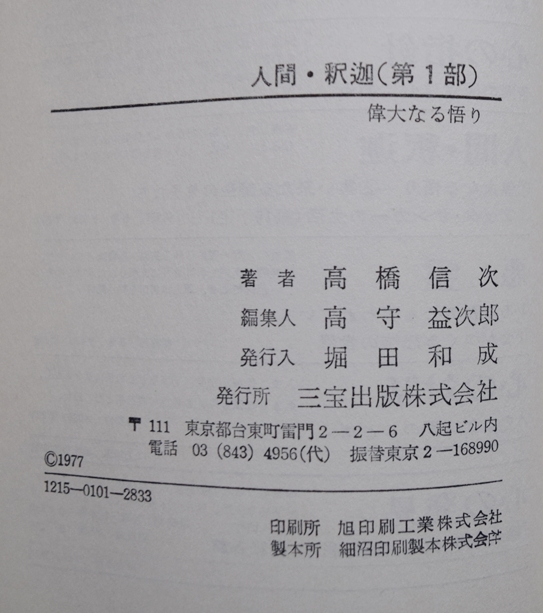 人間・釈迦（第1部）
偉大なる悟り
著者 高橋信次
編集人 高守益次郎
発行入 堀田和成
発行所 三宝出版株式会社
〒111 東京都台東町雷門2―2―6 八起ビル内
電話 03 (843) 4956(代) 振替東京2―168990
©1977
1215―0101―2833
印刷所 旭印刷工業株式会社
製本所 細沼印刷製本株式会社